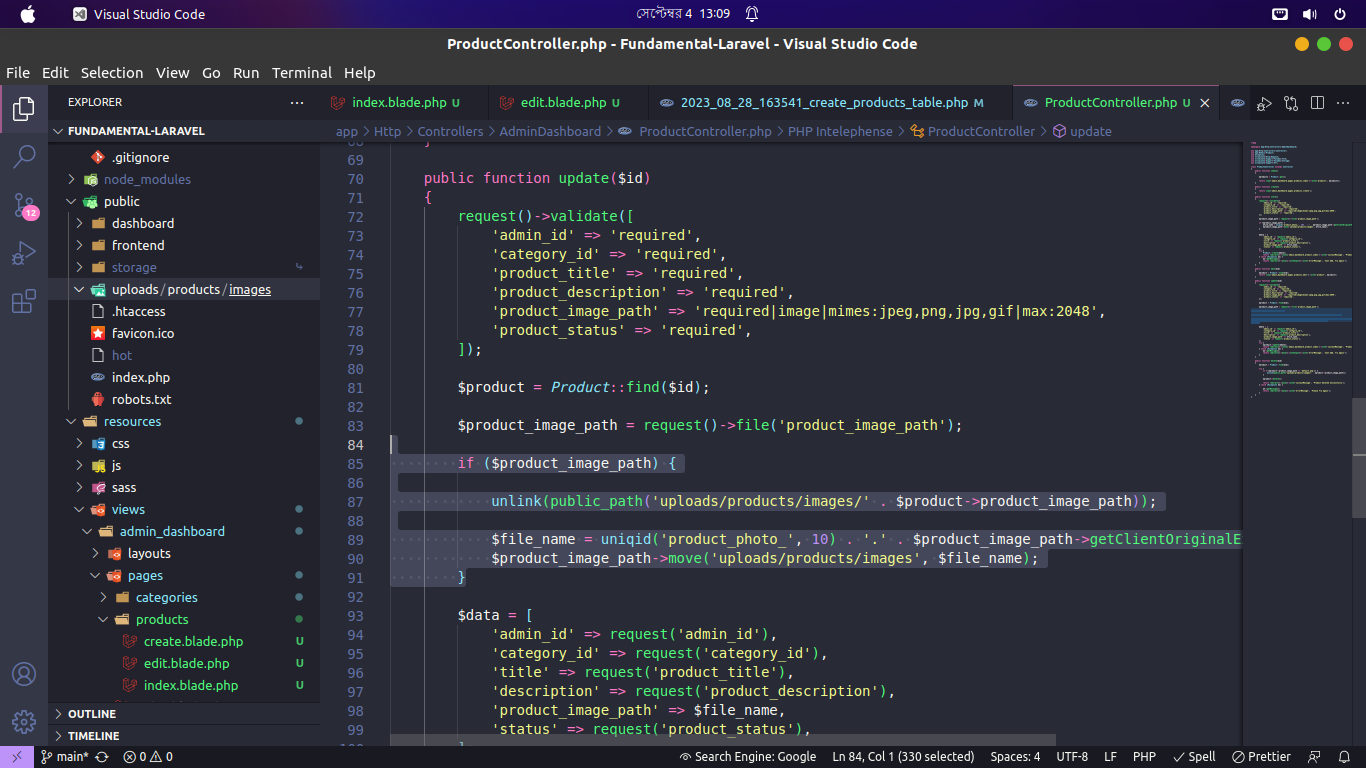 Visual Studio Code
সেপ্টেম্বর 4 13:09
ProductController.php - Fundamental-Laravel - Visual Studio Code
File Edit Selection View Go Run Terminal Help
EXPLORER
index.blade.php U
edit.blade.php U
2023_08_28_163541_create_products_table.php M
ProductController.php U
FUNDAMENTAL-LARAVEL
app > Http > Controllers > AdminDashboard > ProductController.php > PHP Intelephense > ProductController > update
.gitignore
node_modules
public
dashboard
frontend
storage
uploads/products/images
.htaccess
favicon.ico
hot
index.php
robots.txt
resources
css
js
sass
views
admin_dashboard
layouts
pages
categories
products
create.blade.php U
edit.blade.php U
index.blade.php U
OUTLINE
TIMELINE
12
69
70 public function update($id)
71 {
72 request()->validate([
73 'admin_id' => 'required',
74 'category_id' => 'required',
75 'product_title' => 'required',
76 'product_description' => 'required',
77 'product_image_path' => 'required|image|mimes:jpeg,png,jpg,gif|max:2048',
78 'product_status' => 'required',
79 ]);
80
81 $product = Product::find($id);
82
83 $product_image_path = request()->file('product_image_path');
84
85 if ($product_image_path) {
86
87 unlink(public_path('uploads/products/images/' . $product->product_image_path));
88
89 $file_name = uniqid('product_photo_', 10) . '.' . $product_image_path->getClientOriginalE
90 $product_image_path->move('uploads/products/images', $file_name);
91 }
92
93 $data = [
94 'admin_id' => request('admin_id'),
95 'category_id' => request('category_id'),
96 'title' => request('product_title'),
97 'description' => request('product_description'),
98 'product_image_path' => $file_name,
99 'status' => request('product_status'),
main* 0 0
Search Engine: Google Ln 84, Col 1 (330 selected) Spaces: 4 UTF-8 LF PHP Spell Prettier